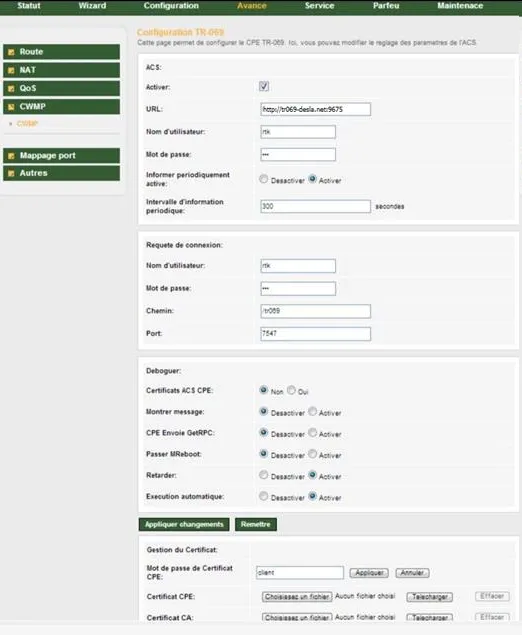 Statut Wizard Configuration Avance Service Parfeu Maintenace
Configuration TR-069
Cette page permet de configurer le CPE TR-069. Ici, vous pouvez modifier le reglage des parametres de l'ACS.
Route
NAT
QoS
CWMP
CWMP
Mappage port
Autres
ACS:
Activer:
URL: http://tr069-desla.net:9675
Nom d'utilisateur: rtk
Mot de passe: •••
Informer periodiquement active: Desactiver Activer
Intervalle d'information periodique: 300 secondes
Requete de connexion:
Nom d'utilisateur: rtk
Mot de passe: •••
Chemin: /tr069
Port: 7547
Deboguer:
Certificats ACS CPE: Non Oui
Montrer message: Desactiver Activer
CPE Envoie GetRPC: Desactiver Activer
Passer MReboot: Desactiver Activer
Retarder: Desactiver Activer
Execution automatique: Desactiver Activer
Appliquer changements Remettre
Gestion du Certificat:
Mot de passe de Certificat CPE: client Appliquer Annuler
Certificat CPE: Choisissez un fichier Aucun fichier choisi Telecharger Effacer
Certificat CA: Choisissez un fichier Aucun fichier choisi Telecharger Effacer